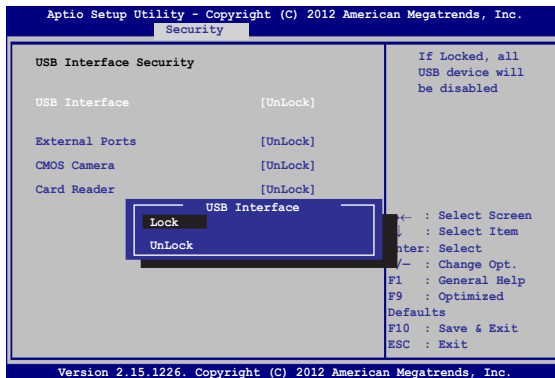 Aptio Setup Utility - Copyright (C) 2012 American Megatrends, Inc.
Security
USB Interface Security
USB Interface [UnLock]
External Ports [UnLock]
CMOS Camera [UnLock]
Card Reader [UnLock]
USB Interface
Lock
UnLock
If Locked, all
USB device will
be disabled
← : Select Screen
: Select Item
nter: Select
/— : Change Opt.
F1 : General Help
F9 : Optimized
Defaults
F10 : Save & Exit
ESC : Exit
Version 2.15.1226. Copyright (C) 2012 American Megatrends, Inc.